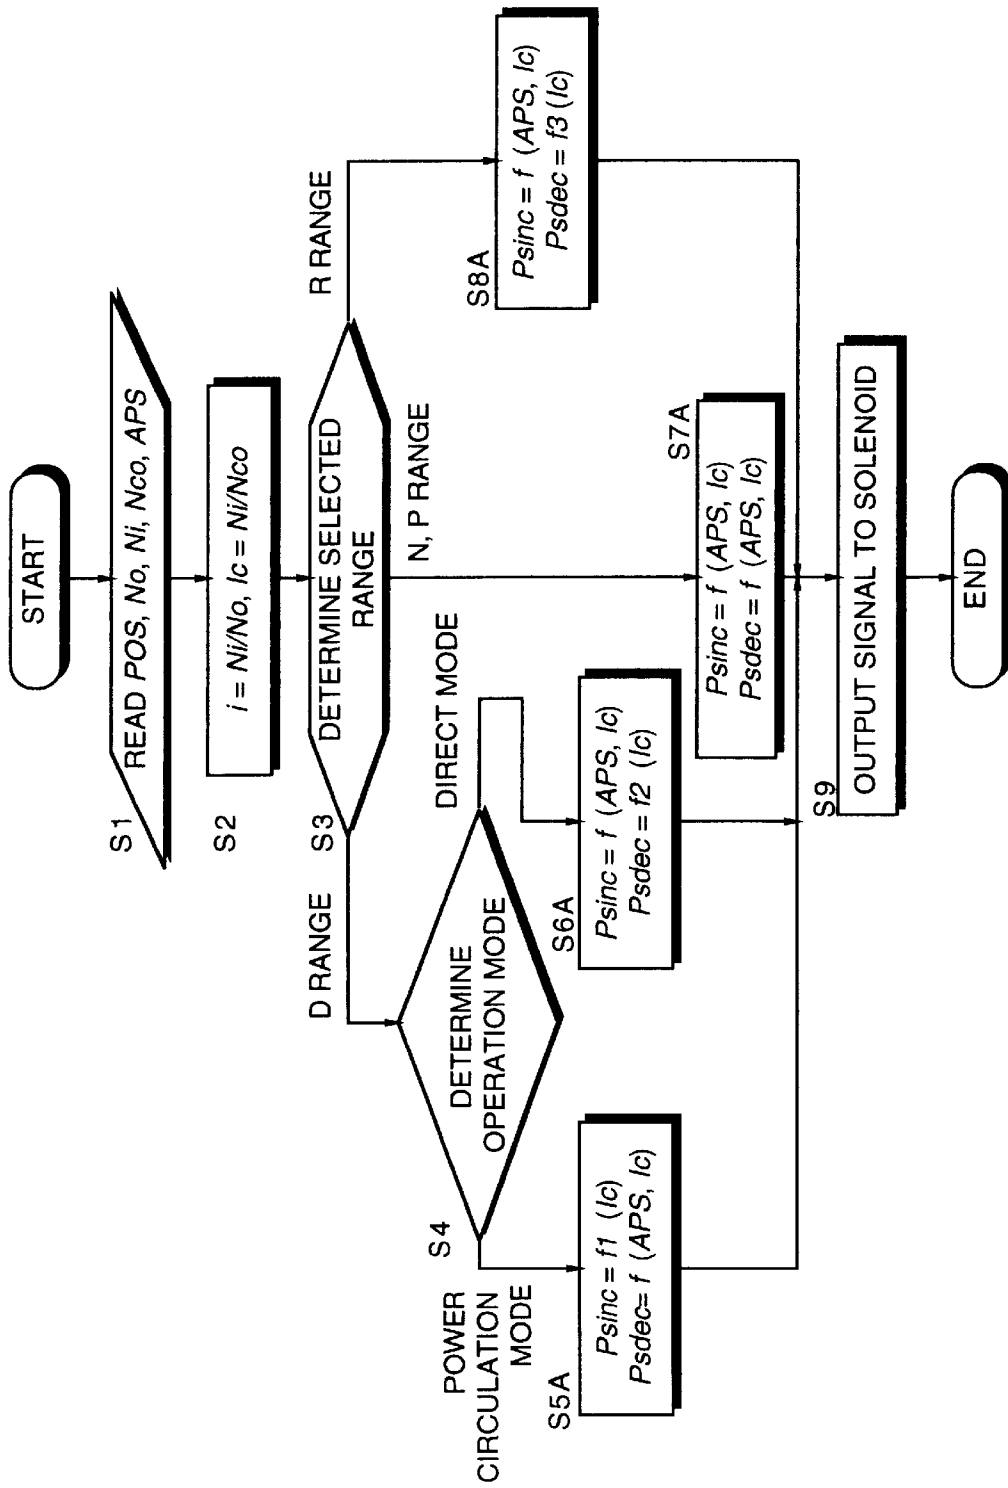 START
S1
READ POS, No, Ni, Nco, APS
S2
i = Ni/No, Ic = Ni/Nco
S3
DETERMINE SELECTED
RANGE
D RANGE
N, P RANGE
R RANGE
S4
DETERMINE
OPERATION MODE
POWER
CIRCULATION
MODE
DIRECT MODE
S5A
Psinc = f1 (Ic)
Psdec= f (APS, Ic)
S6A
Psinc = f (APS, Ic)
Psdec = f2 (Ic)
S7A
Psinc = f (APS, Ic)
Psdec = f (APS, Ic)
S8A
Psinc = f (APS, Ic)
Psdec = f3 (Ic)
S9
OUTPUT SIGNAL TO SOLENOID
END